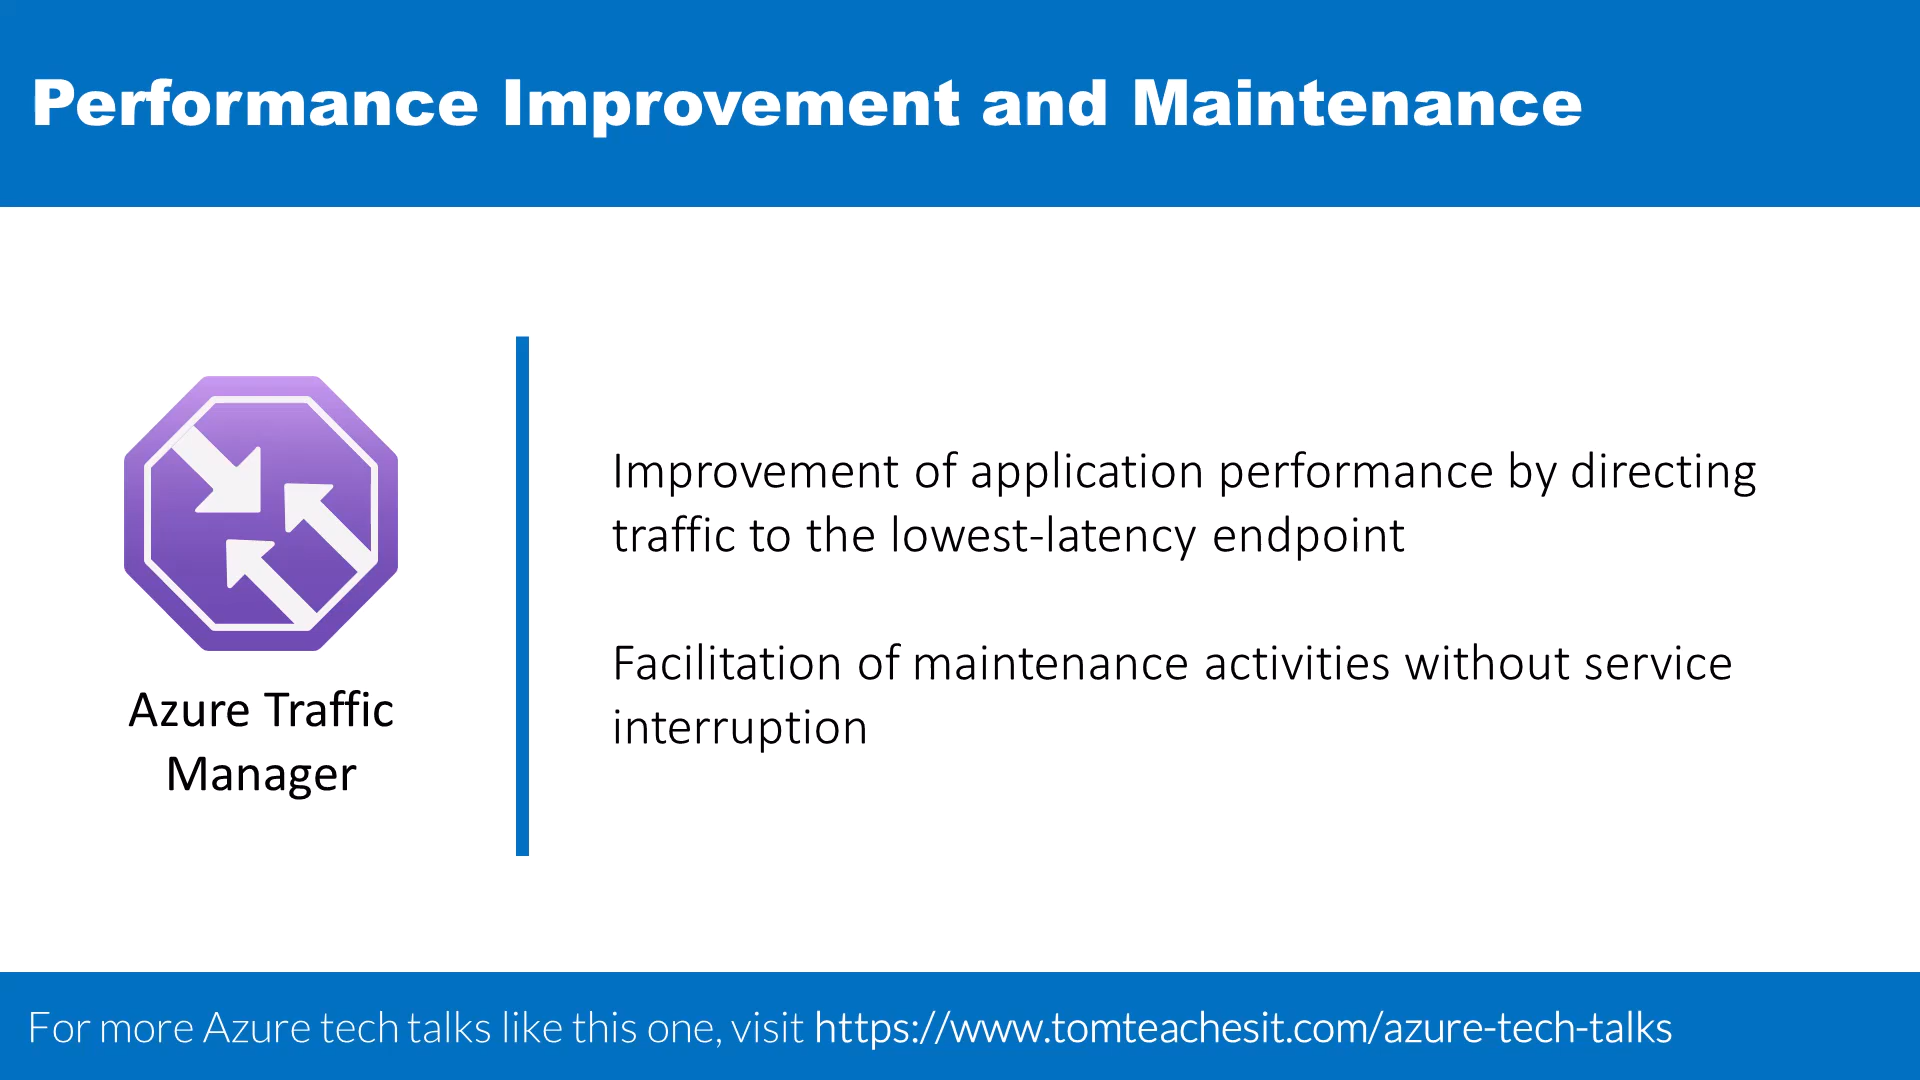 Performance Improvement and Maintenance
Azure Traffic
Manager
Improvement of application performance by directing
traffic to the lowest-latency endpoint
Facilitation of maintenance activities without service
interruption
For more Azure tech talks like this one, visit https://www.tomteachesit.com/azure-tech-talks